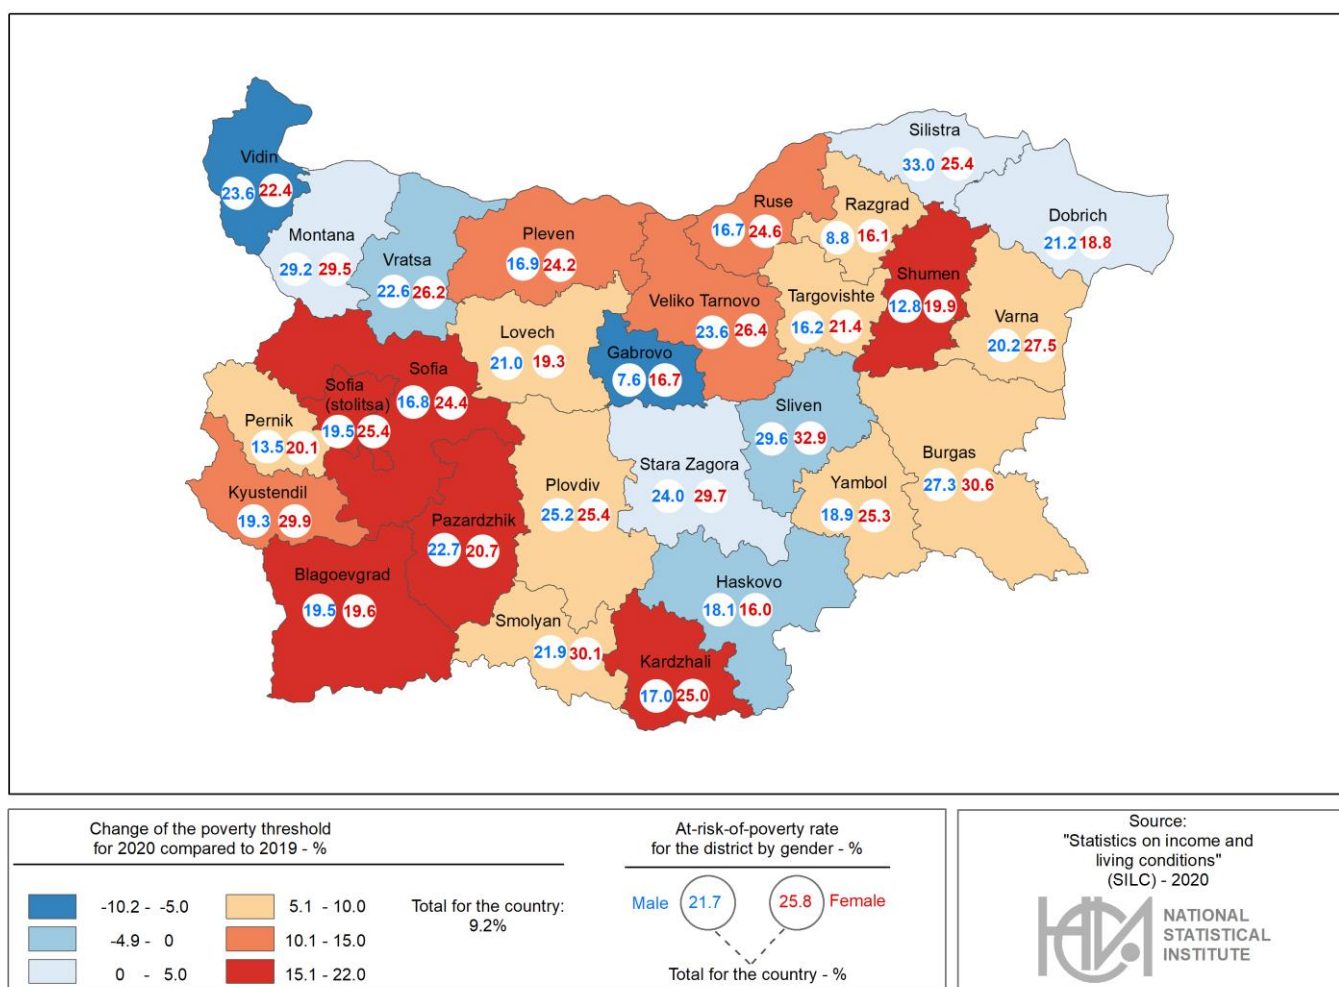 Silistra
33.0 25.4
Vidin
23.6 22.4
Ruse
16.7 24.6
Razgrad
8.8 16.1
Dobrich
21.2 18.8
Montana
29.2 29.5
Vratsa
22.6 26.2
Pleven
16.9 24.2
Shumen
12.8 19.9
Veliko Tarnovo
23.6 26.4
Targovishte
16.2 21.4
Varna
20.2 27.5
Lovech
21.0 19.3
Gabrovo
7.6 16.7
Sofia
16.8 24.4
Sofia
(stolitsa)
19.5 25.4
Pernik
13.5 20.1
Sliven
29.6 32.9
Burgas
27.3 30.6
Stara Zagora
24.0 29.7
Yambol
18.9 25.3
Plovdiv
25.2 25.4
Kyustendil
19.3 29.9
Pazardzhik
22.7 20.7
Blagoevgrad
19.5 19.6
Haskovo
18.1 16.0
Smolyan
21.9 30.1
Kardzhali
17.0 25.0
Change of the poverty threshold
for 2020 compared to 2019 - %
-10.2 - -5.0
-4.9 - 0
0 - 5.0
5.1 - 10.0
10.1 - 15.0
15.1 - 22.0
Total for the country:
9.2%
At-risk-of-poverty rate
for the district by gender - %
Male 21.7 25.8 Female
Total for the country - %
Source:
"Statistics on income and
living conditions"
(SILC) - 2020
НСИ
NATIONAL
STATISTICAL
INSTITUTE